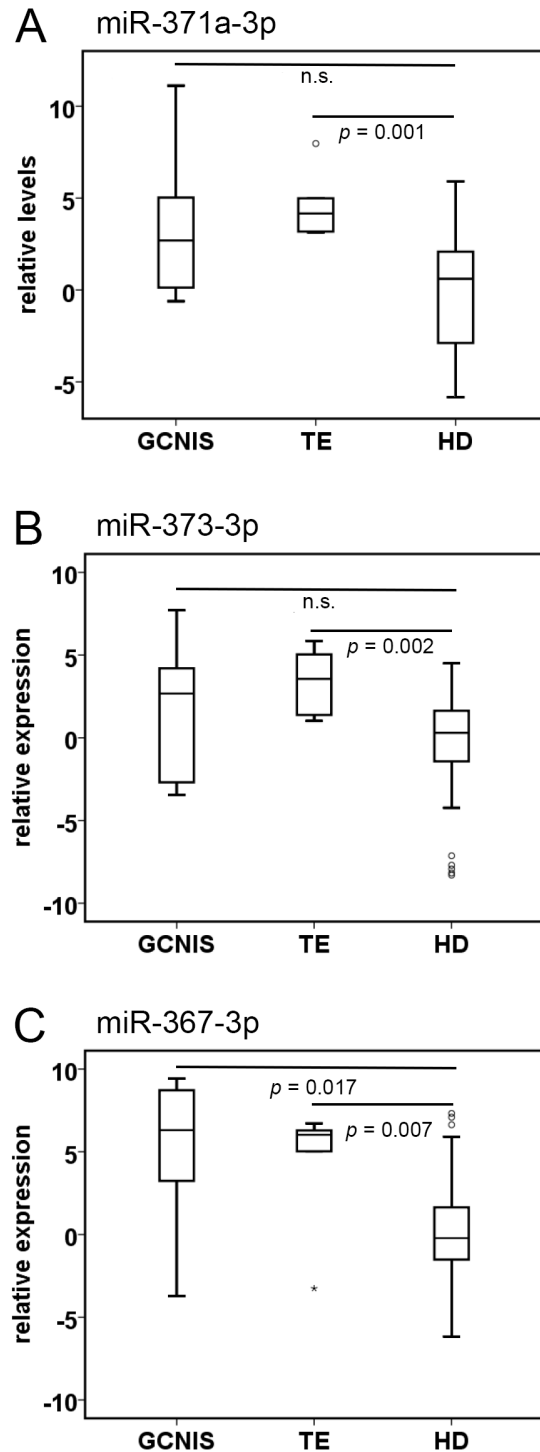 A miR-371a-3p
n.s.
p = 0.001
relative levels
10
5
0
-5
GCNIS TE HD
B miR-373-3p
n.s.
p = 0.002
relative expression
10
5
0
-5
-10
GCNIS TE HD
C miR-367-3p
p = 0.017
p = 0.007
relative expression
10
5
0
-5
-10
GCNIS TE HD